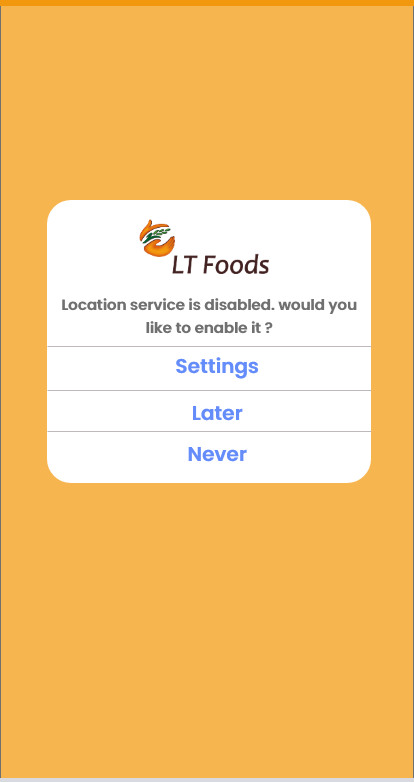 LT Foods
Location service is disabled. would you
like to enable it ?
Settings
Later
Never